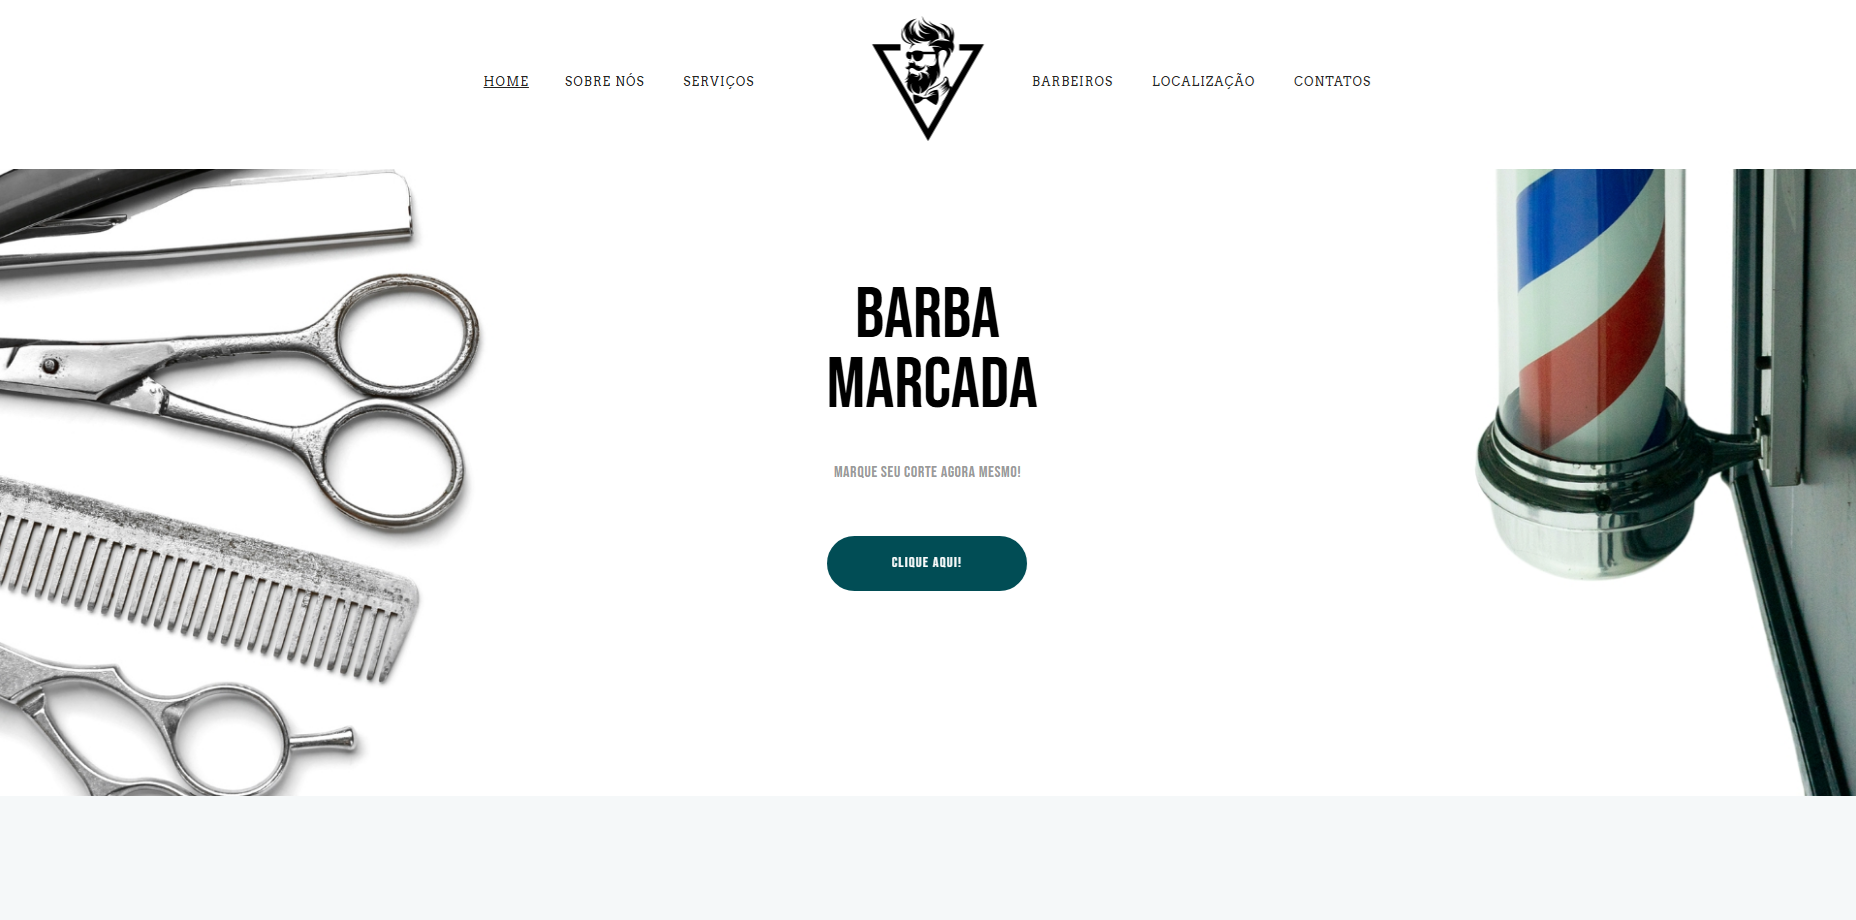 HOME
SOBRE NÓS
SERVIÇOS
BARBEIROS
LOCALIZAÇÃO
CONTATOS
BARBA
MARCADA
MARQUE SEU CORTE AGORA MESMO!
CLIQUE AQUI!